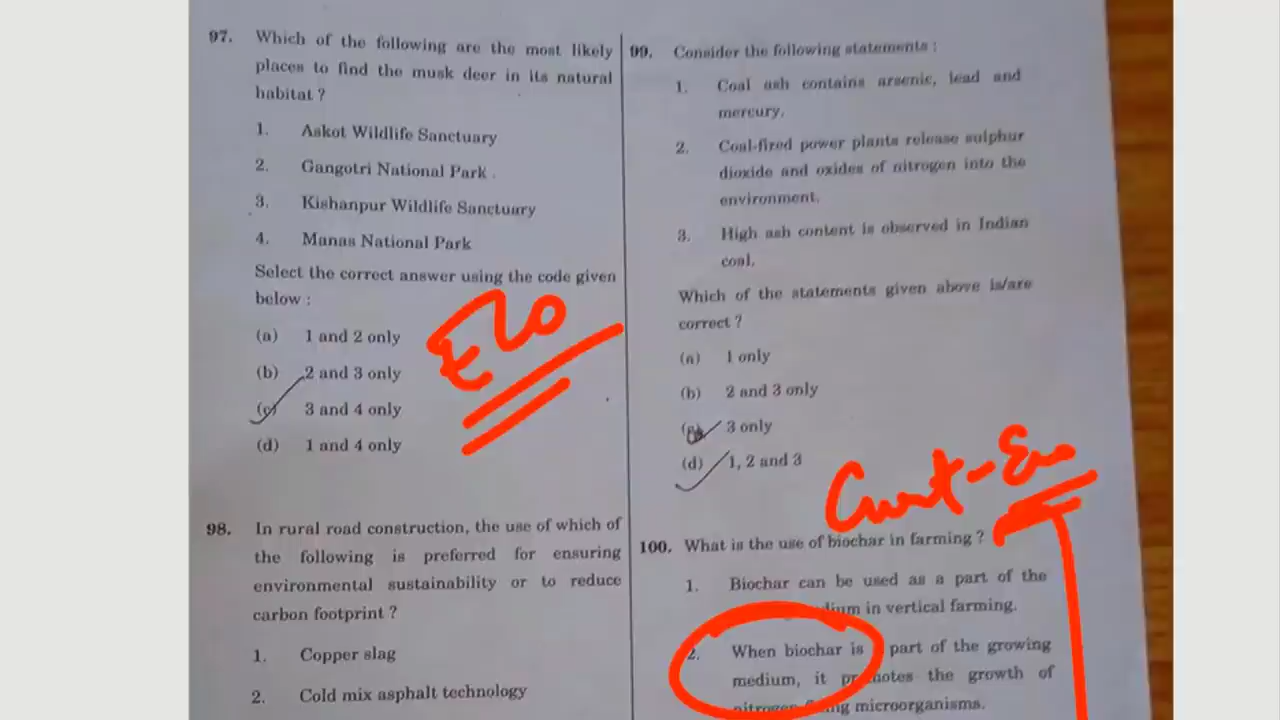 97. Which of the following are the most likely
places to find the musk deer in its natural
habitat ?
1. Askot Wildlife Sanctuary
2. Gangotri National Park
3. Kishanpur Wildlife Sanctuary
4. Manas National Park
Select the correct answer using the code given
below :
(a) 1 and 2 only
(b) 2 and 3 only
(c) 3 and 4 only
(d) 1 and 4 only
98. In rural road construction, the use of which of
the following is preferred for ensuring
environmental sustainability or to reduce
carbon footprint ?
1. Copper slag
2. Cold mix asphalt technology
99. Consider the following statements :
1. Coal ash contains arsenic, lead and
mercury.
2. Coal-fired power plants release sulphur
dioxide and oxides of nitrogen into the
environment.
3. High ash content is observed in Indian
coal.
Which of the statements given above is/are
correct ?
(a) 1 only
(b) 2 and 3 only
3 only
(d) 1, 2 and 3
100. What is the use of biochar in farming ?
1. Biochar can be used as a part of the
in vertical farming.
2. When biochar is part of the growing
medium, it promotes the growth of
microorganisms.